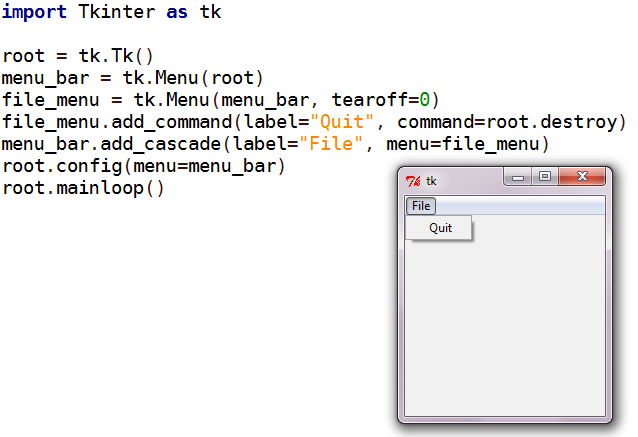 import Tkinter as tk

root = tk.Tk()
menu_bar = tk.Menu(root)
file_menu = tk.Menu(menu_bar, tearoff=0)
file_menu.add_command(label="Quit", command=root.destroy)
menu_bar.add_cascade(label="File", menu=file_menu)
root.config(menu=menu_bar)
root.mainloop()
tk
File
Quit